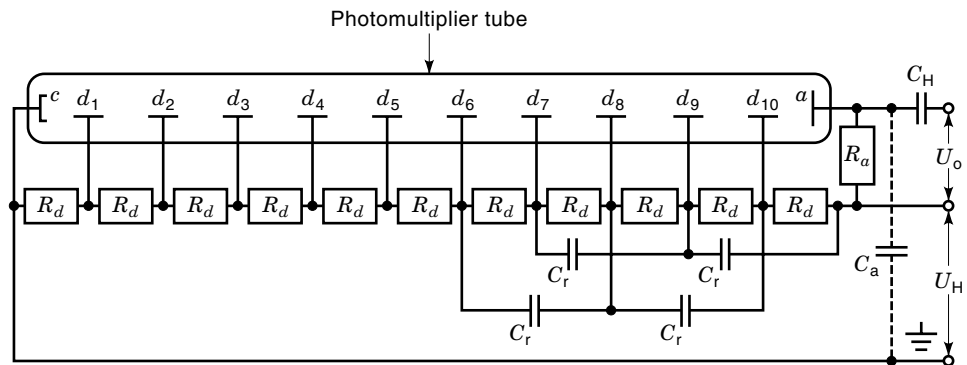 Photomultiplier tube
c d1 d2 d3 d4 d5 d6 d7 d8 d9 d10 a CH
Ra Uo
Rd Rd Rd Rd Rd Rd Rd Rd Rd Rd Rd
Cr Cr Ca UH
Cr Cr